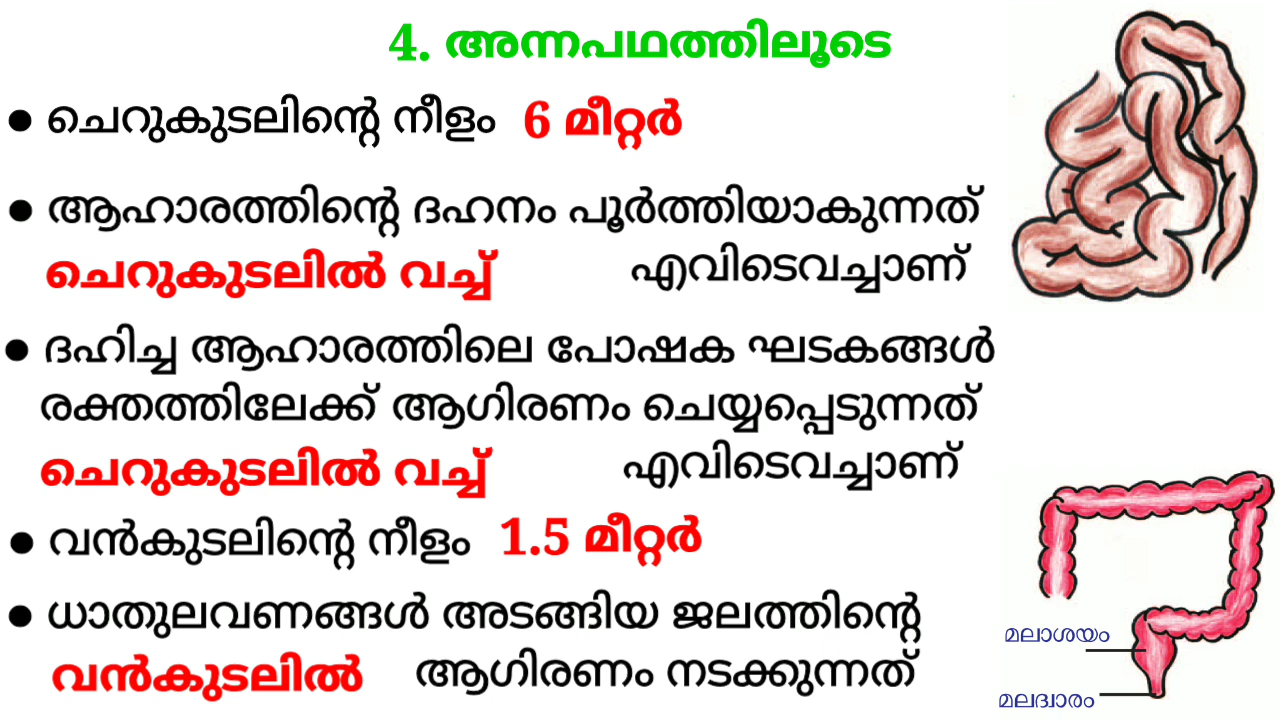 4. അന്നപഥത്തിലൂടെ
● ചെറുകുടലിന്റെ നീളം 6 മീറ്റർ
● ആഹാരത്തിന്റെ ദഹനം പൂർത്തിയാകുന്നത്
ചെറുകുടലിൽ വച്ച് എവിടെവച്ചാണ്
● ദഹിച്ച ആഹാരത്തിലെ പോഷക ഘടകങ്ങൾ
രക്തത്തിലേക്ക് ആഗിരണം ചെയ്യപ്പെടുന്നത്
ചെറുകുടലിൽ വച്ച് എവിടെവച്ചാണ്
● വൻകുടലിന്റെ നീളം 1.5 മീറ്റർ
● ധാതുലവണങ്ങൾ അടങ്ങിയ ജലത്തിന്റെ
വൻകുടലിൽ ആഗിരണം നടക്കുന്നത്
മലാശയം
മലദ്വാരം